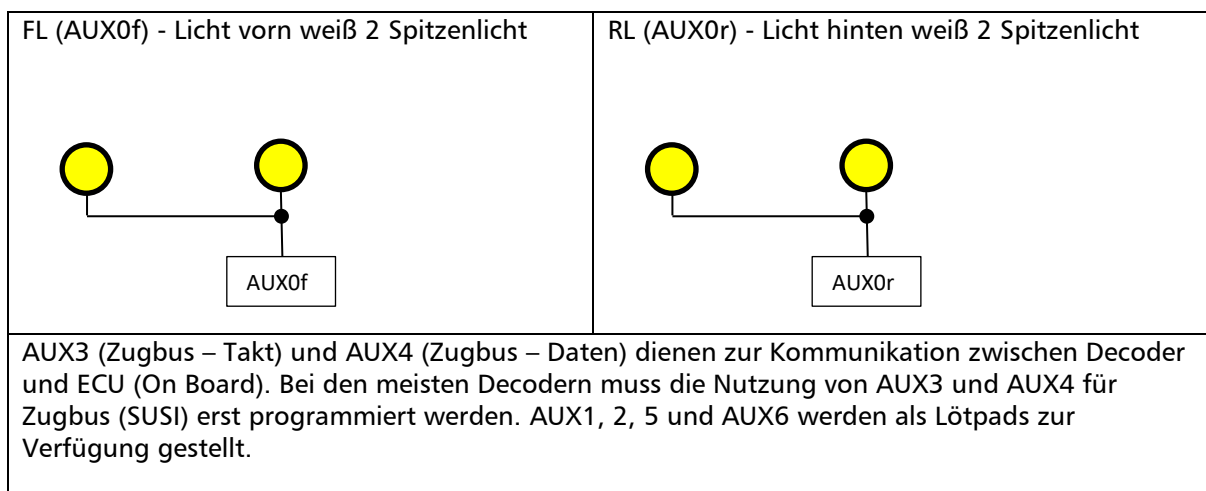 FL (AUX0f) - Licht vorn weiß 2 Spitzenlicht
RL (AUX0r) - Licht hinten weiß 2 Spitzenlicht
AUX0f
AUX0r
AUX3 (Zugbus – Takt) und AUX4 (Zugbus – Daten) dienen zur Kommunikation zwischen Decoder
und ECU (On Board). Bei den meisten Decodern muss die Nutzung von AUX3 und AUX4 für
Zugbus (SUSI) erst programmiert werden. AUX1, 2, 5 und AUX6 werden als Lötpads zur
Verfügung gestellt.